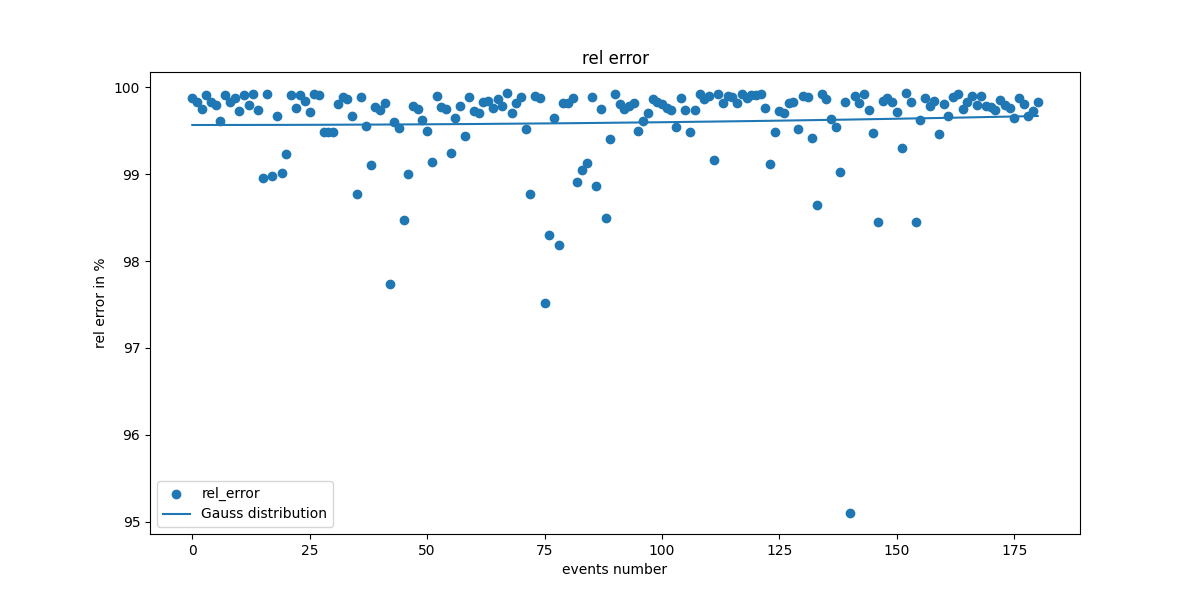 rel error
rel error in %
100
99
98
97
96
95
rel_error
Gauss distribution
0 25 50 75 100 125 150 175
events number